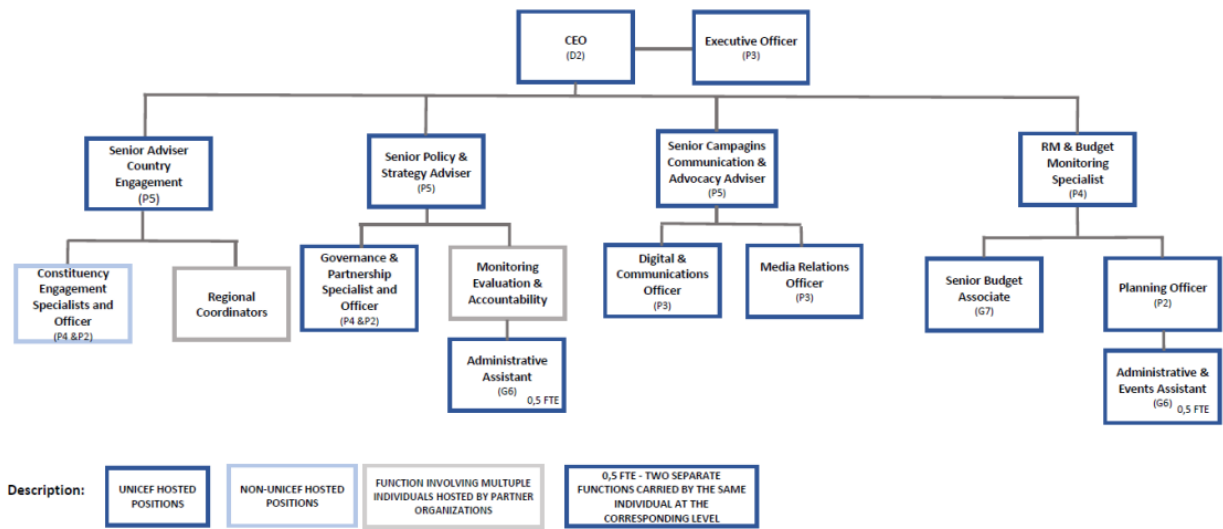 CEO
(D2)
Executive Officer
(P3)
Senior Adviser
Country
Engagement
(P5)
Senior Policy &
Strategy Adviser
(P5)
Senior Campagins
Communication &
Advocacy Adviser
(P5)
RM & Budget
Monitoring
Specialist
(P4)
Constituency
Engagement
Specialists and
Officer
(P4 &P2)
Regional
Coordinators
Governance &
Partnership
Specialist and
Officer
(P4 &P2)
Monitoring
Evaluation &
Accountability
Digital &
Communications
Officer
(P3)
Media Relations
Officer
(P3)
Senior Budget
Associate
(G7)
Planning Officer
(P2)
Administrative
Assistant
(G6)
0,5 FTE
Administrative &
Events Assistant
(G6)
0,5 FTE
Description:
UNICEF HOSTED
POSITIONS
NON-UNICEF HOSTED
POSITIONS
FUNCTION INVOLVING MULTUPLE
INDIVIDUALS HOSTED BY PARTNER
ORGANIZATIONS
0,5 FTE - TWO SEPARATE
FUNCTIONS CARRIED BY THE SAME
INDIVIDUAL AT THE
CORRESPONDING LEVEL